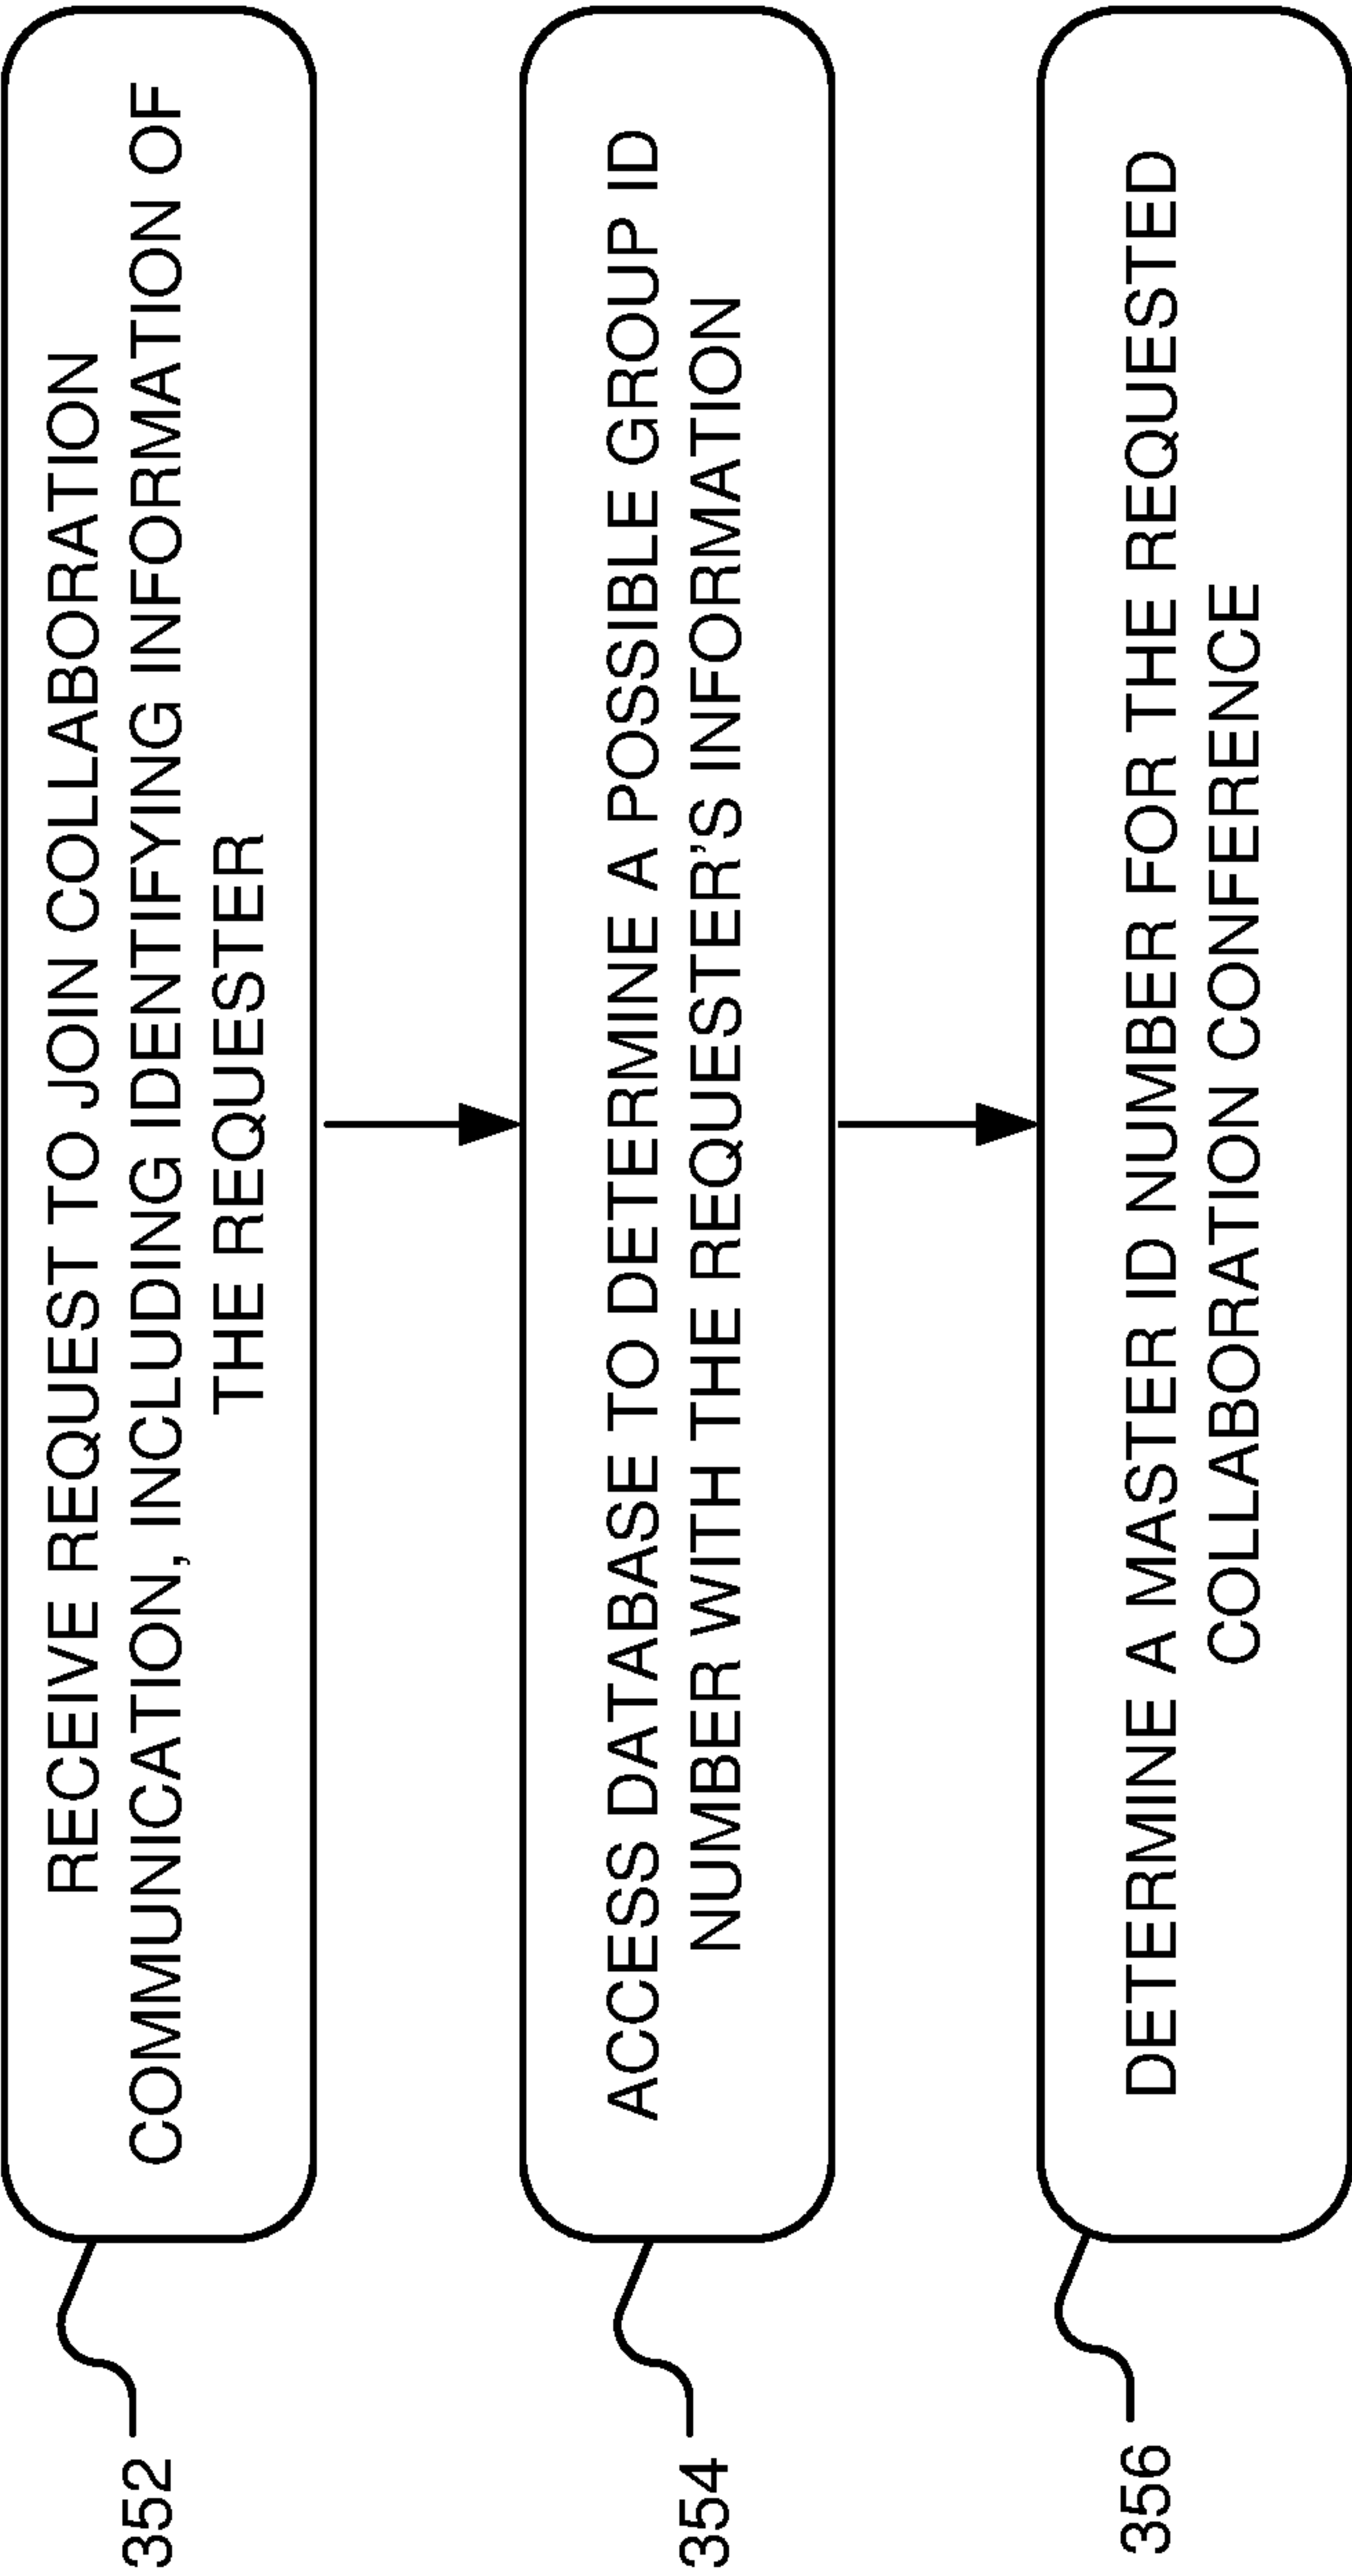 352
RECEIVE REQUEST TO JOIN COLLABORATION
COMMUNICATION, INCLUDING IDENTIFYING INFORMATION OF
THE REQUESTER
354
ACCESS DATABASE TO DETERMINE A POSSIBLE GROUP ID
NUMBER WITH THE REQUESTER'S INFORMATION
356
DETERMINE A MASTER ID NUMBER FOR THE REQUESTED
COLLABORATION CONFERENCE